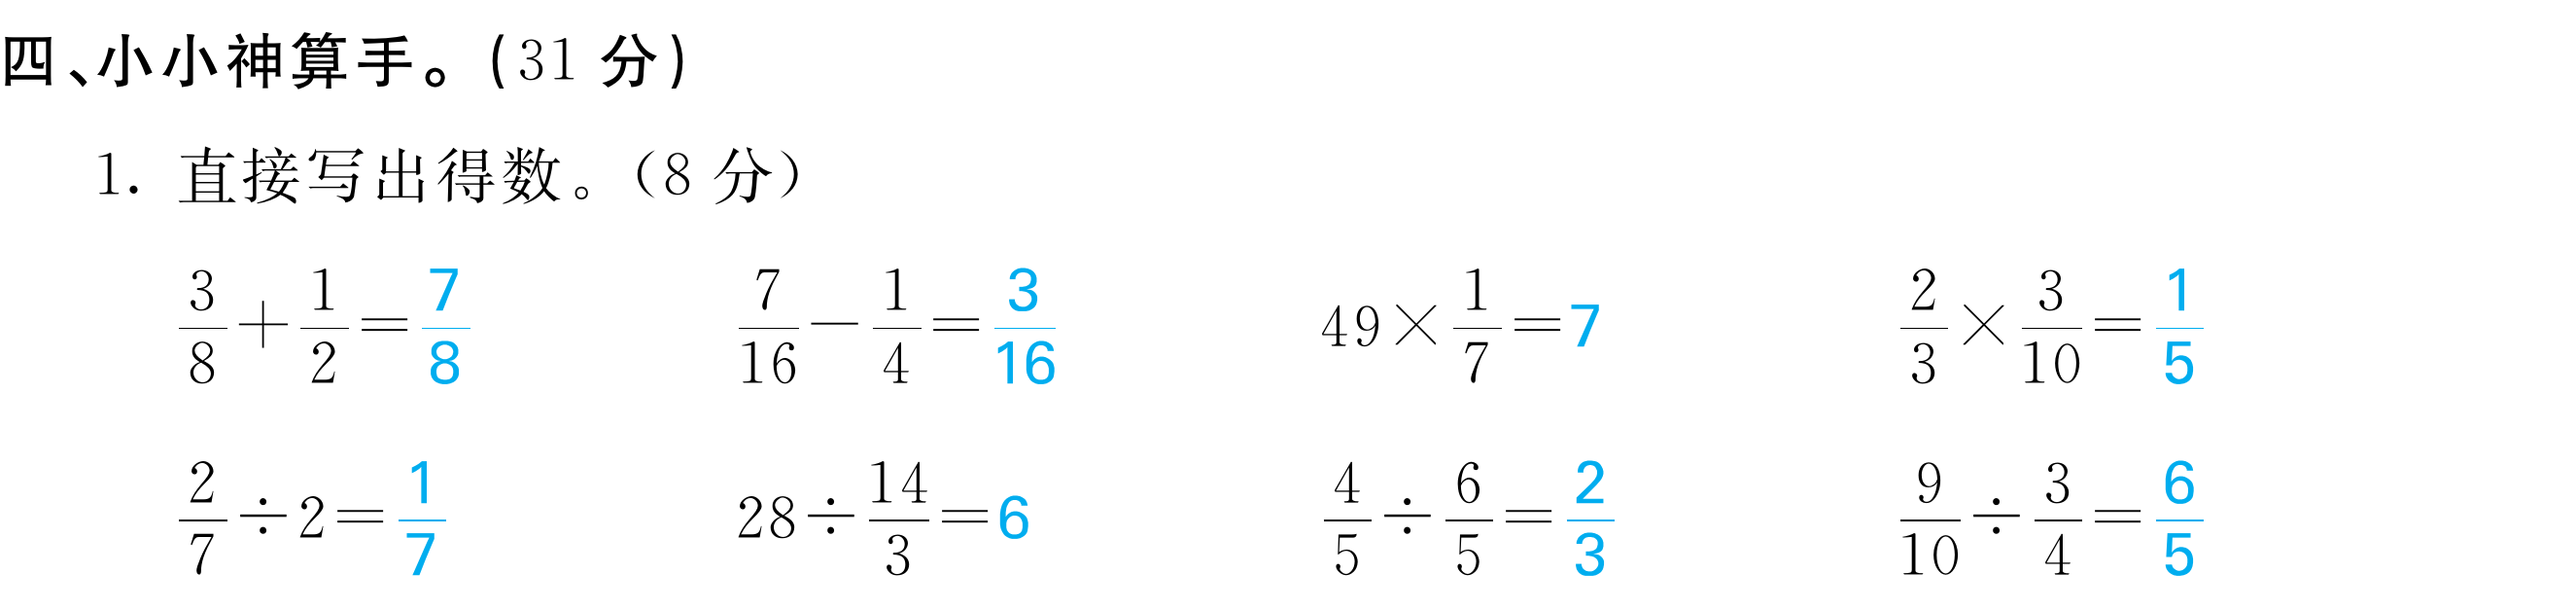 四、小小神算手。(31 分)
1. 直接写出得数。(8 分)
3/8 + 1/2 = 7/8  7/16 − 1/4 = 3/16  49 × 1/7 = 7  2/3 × 3/10 = 1/5
2/7 ÷ 2 = 1/7  28 ÷ 14/3 = 6  4/5 ÷ 6/5 = 2/3  9/10 ÷ 3/4 = 6/5